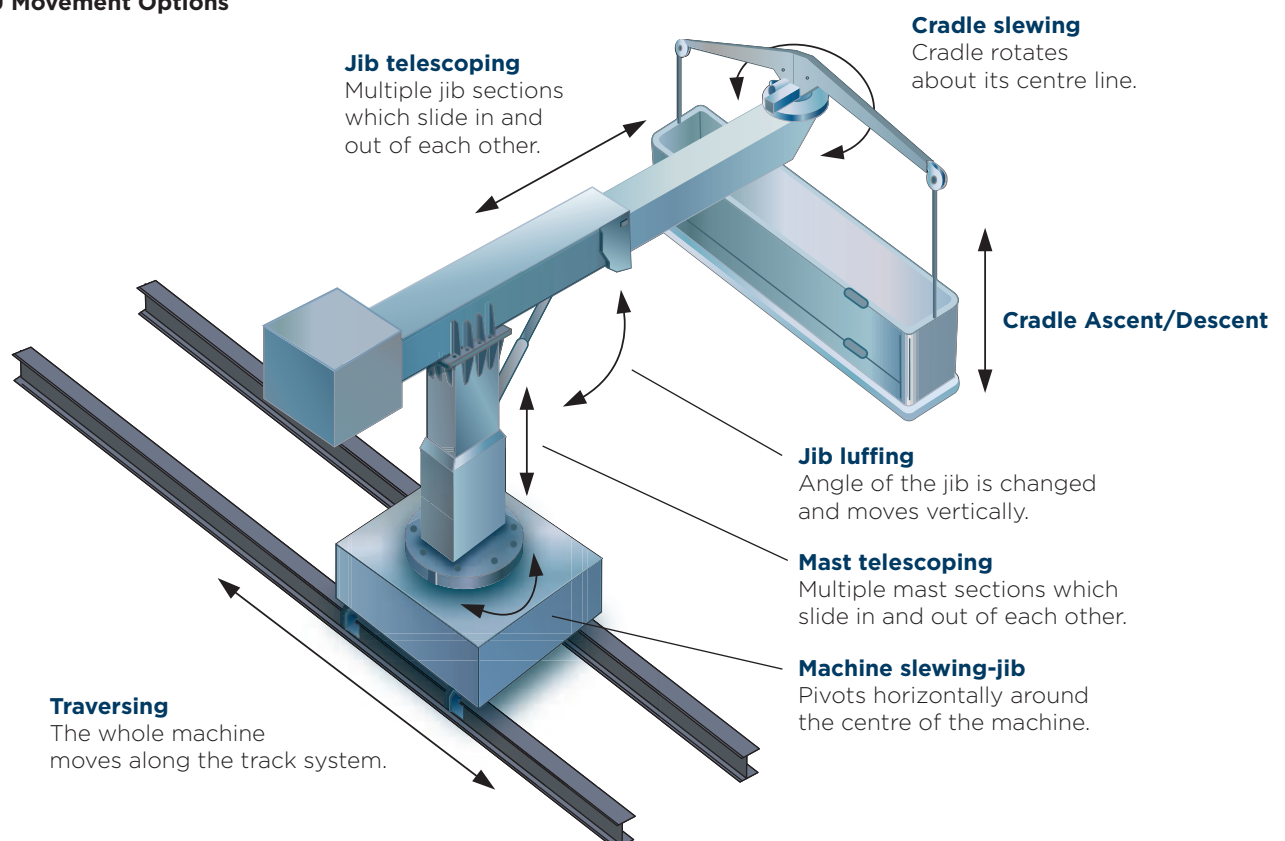 Movement Options
Cradle slewing
Cradle rotates
about its centre line.
Jib telescoping
Multiple jib sections
which slide in and
out of each other.
Cradle Ascent/Descent
Jib luffing
Angle of the jib is changed
and moves vertically.
Mast telescoping
Multiple mast sections which
slide in and out of each other.
Machine slewing-jib
Pivots horizontally around
the centre of the machine.
Traversing
The whole machine
moves along the track system.